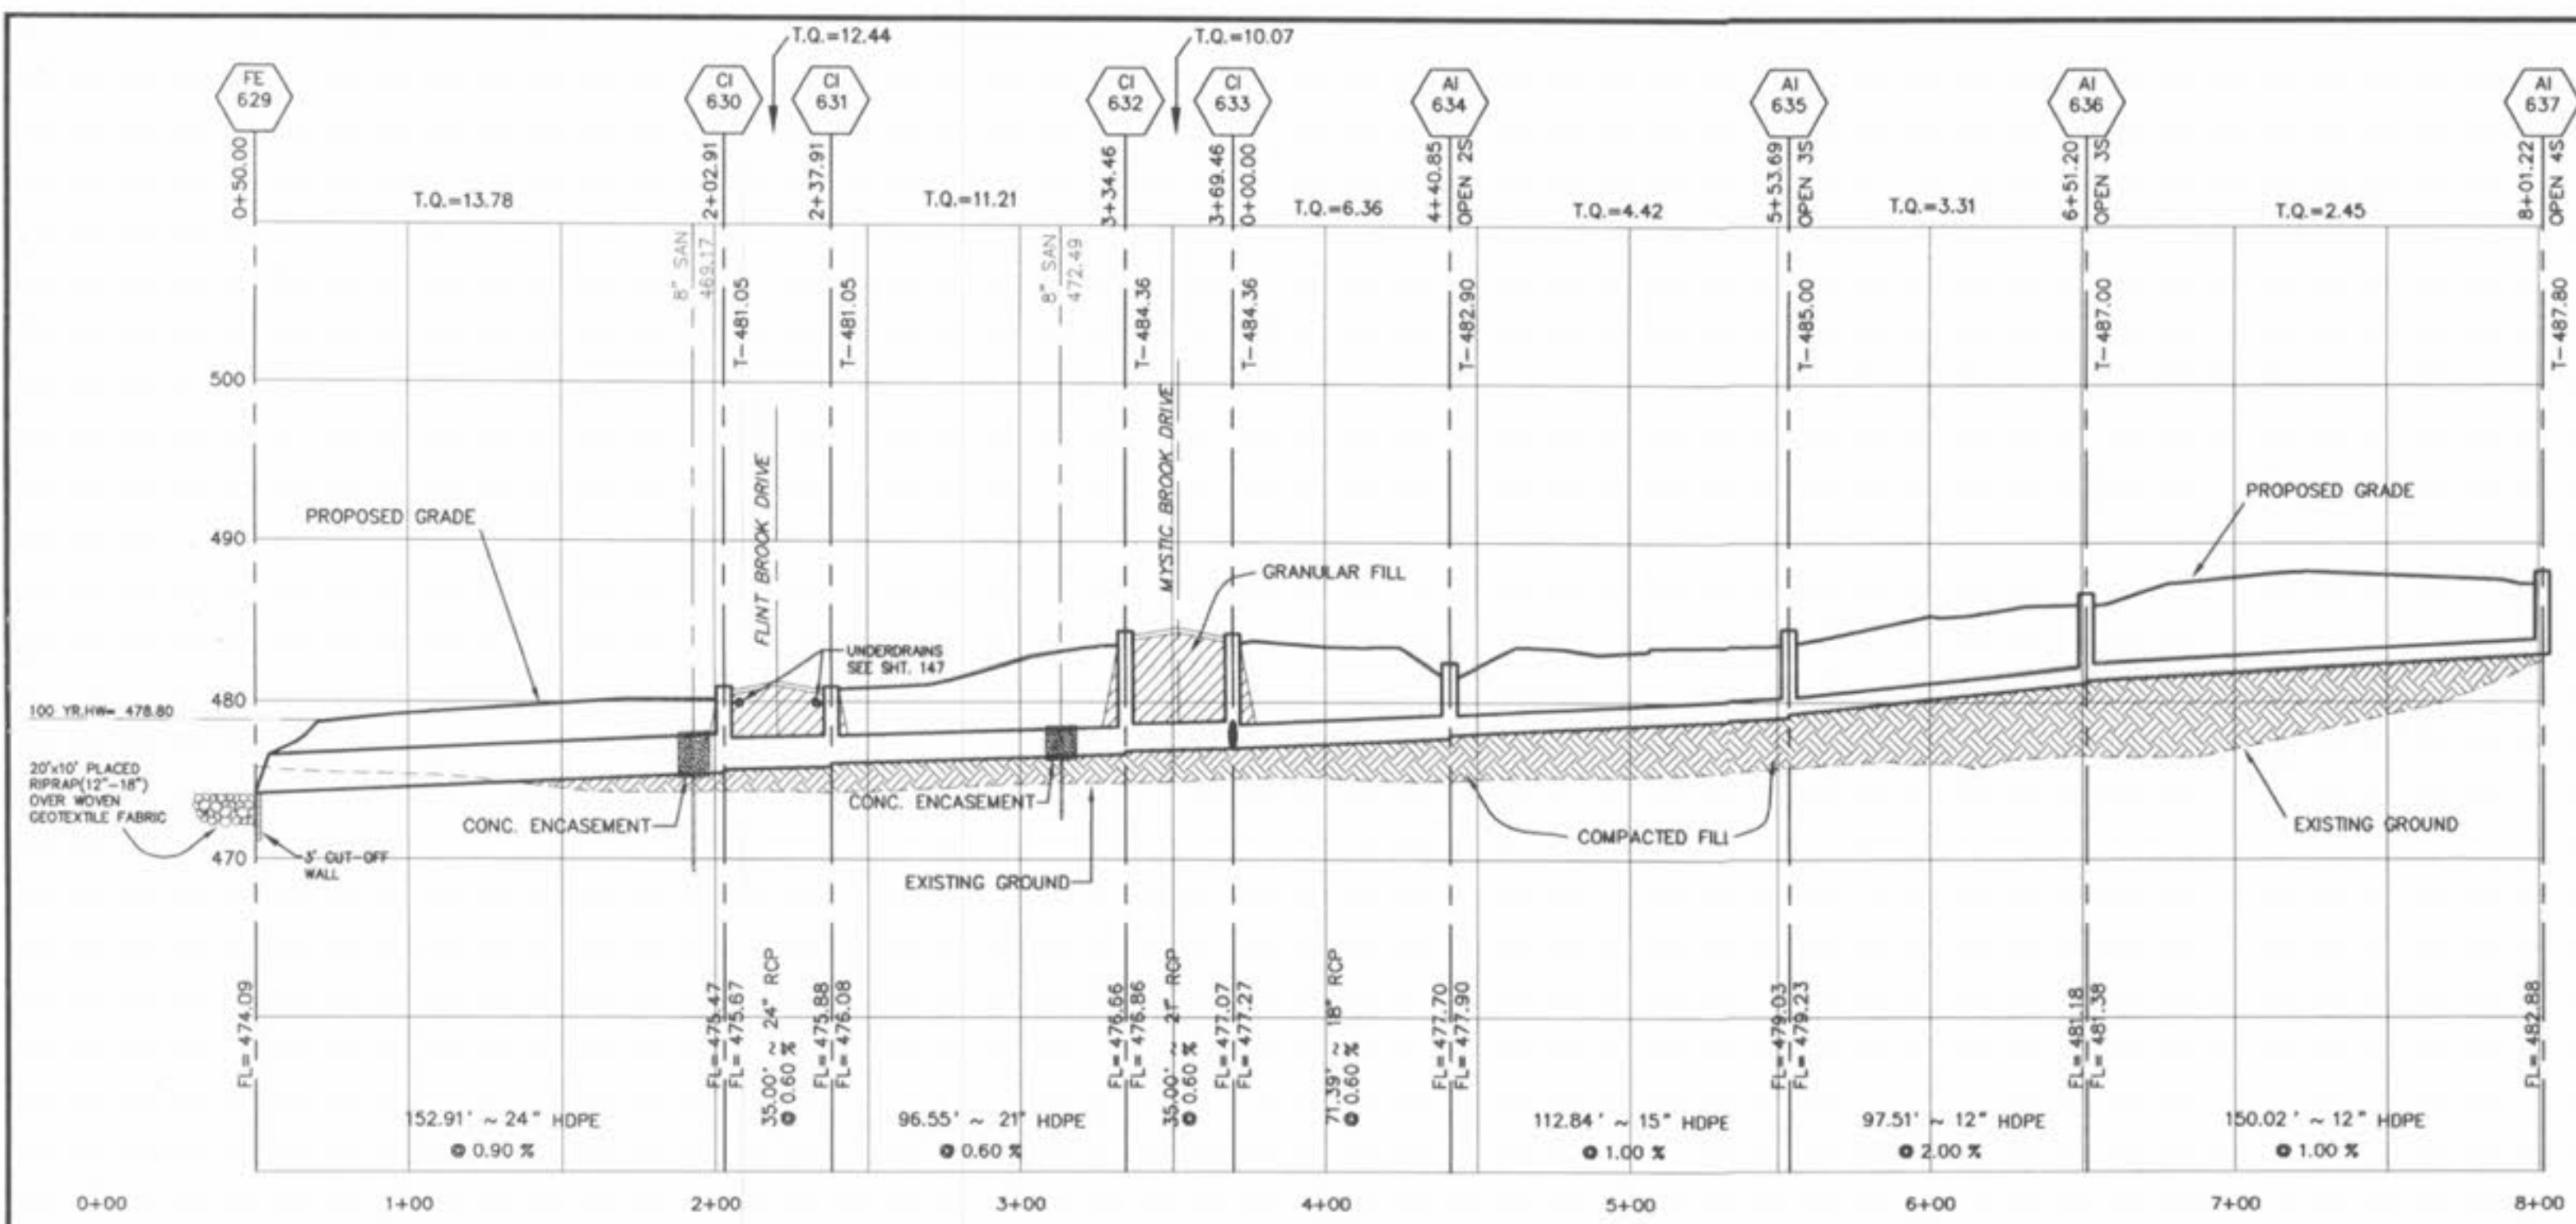 T.Q.=12.44
T.Q.=10.07
FE
629
CI
630
CI
631
CI
632
CI
633
AI
634
AI
635
AI
636
AI
637
0+50.00
2+02.91
2+37.91
3+34.46
3+69.46
0+00.00
4+40.85
OPEN 2S
5+53.69
OPEN 3S
6+51.20
OPEN 3S
8+01.22
OPEN 4S
T.Q.=13.78
T.Q.=11.21
T.Q.=6.36
T.Q.=4.42
T.Q.=3.31
T.Q.=2.45
8" SAN
469.17
8" SAN
472.49
T-481.05
T-481.05
T-484.36
T-484.36
T-482.90
T-485.00
T-487.00
T-487.80
500
490
480
470
PROPOSED GRADE
FLINT BROOK DRIVE
MYSTIC BROOK DRIVE
GRANULAR FILL
PROPOSED GRADE
UNDERDRAINS
SEE SHT. 147
100 YR.HW= 478.80
20'x10' PLACED
RIPRAP(12"-18")
OVER WOVEN
GEOTEXTILE FABRIC
3' CUT-OFF
WALL
CONC. ENCASEMENT
CONC. ENCASEMENT
EXISTING GROUND
COMPACTED FILL
EXISTING GROUND
FL= 474.09
FL= 475.47
FL= 475.67
FL= 475.88
FL= 476.08
FL= 476.66
FL= 476.86
FL= 477.07
FL= 477.27
FL= 477.70
FL= 477.90
FL= 479.03
FL= 479.23
FL= 481.18
FL= 481.38
FL= 482.88
152.91' ~ 24" HDPE
@ 0.90 %
35.00' ~ 24" RCP
@ 0.60 %
96.55' ~ 21" HDPE
@ 0.60 %
35.00' ~ 21" RCP
@ 0.60 %
71.39' ~ 18" RCP
@ 0.60 %
112.84' ~ 15" HDPE
@ 1.00 %
97.51' ~ 12" HDPE
@ 2.00 %
150.02' ~ 12" HDPE
@ 1.00 %
0+00
1+00
2+00
3+00
4+00
5+00
6+00
7+00
8+00